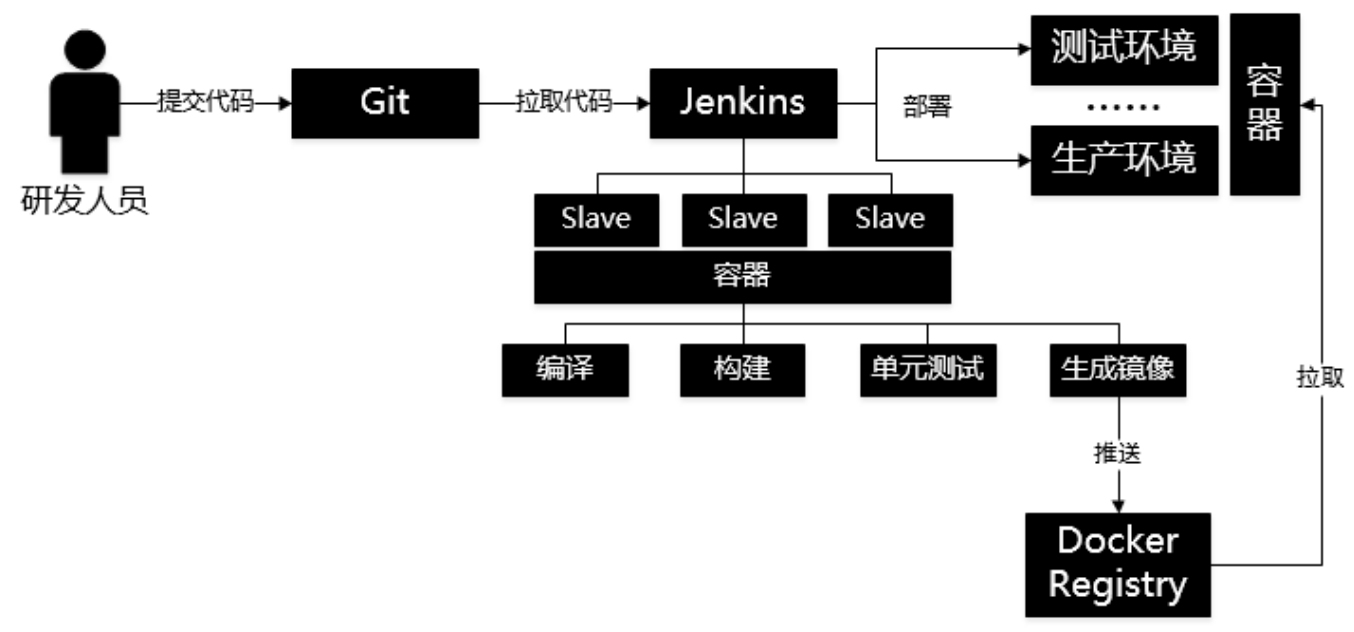 研发人员
提交代码
Git
拉取代码
Jenkins
部署
测试环境
······
生产环境
容器
Slave
Slave
Slave
容器
编译
构建
单元测试
生成镜像
推送
Docker
Registry
拉取